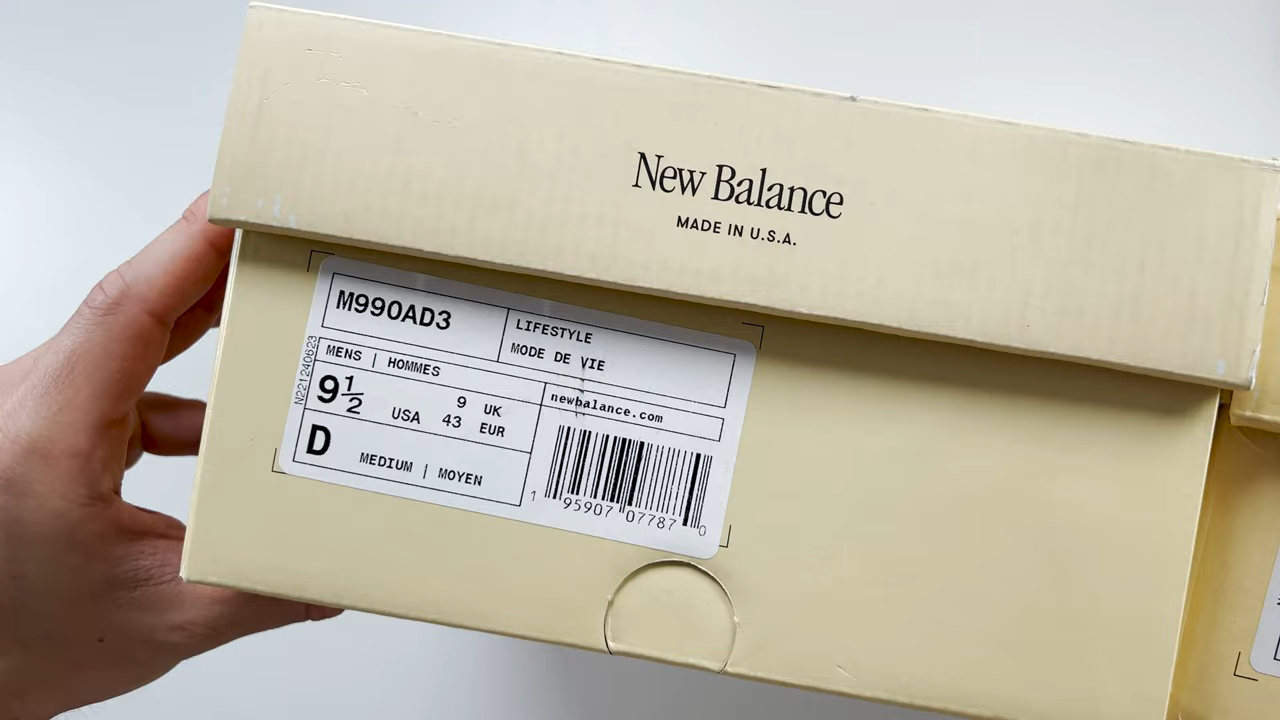 New Balance
MADE IN U.S.A.
M990AD3
LIFESTYLE
MODE DE VIE
N221240623
MENS | HOMMES
9½
USA
9 UK
43 EUR
D
MEDIUM | MOYEN
newbalance.com
1 95907 07787 0